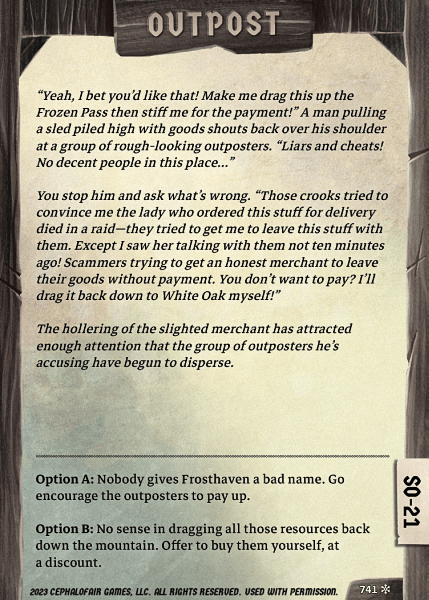 OUTPOST
“Yeah, I bet you’d like that! Make me drag this up the
Frozen Pass then stiff me for the payment!” A man pulling
a sled piled high with goods shouts back over his shoulder
at a group of rough-looking outposters. “Liars and cheats!
No decent people in this place...”
You stop him and ask what’s wrong. “Those crooks tried to
convince me the lady who ordered this stuff for delivery
died in a raid—they tried to get me to leave this stuff with
them. Except I saw her talking with them not ten minutes
ago! Scammers trying to get an honest merchant to leave
their goods without payment. You don’t want to pay? I’ll
drag it back down to White Oak myself!”
The hollering of the slighted merchant has attracted
enough attention that the group of outposters he’s
accusing have begun to disperse.
Option A: Nobody gives Frosthaven a bad name. Go
encourage the outposters to pay up.
Option B: No sense in dragging all those resources back
down the mountain. Offer to buy them yourself, at
a discount.
SO-21
2023 CEPHALOFAIR GAMES, LLC. ALL RIGHTS RESERVED. USED WITH PERMISSION.
741